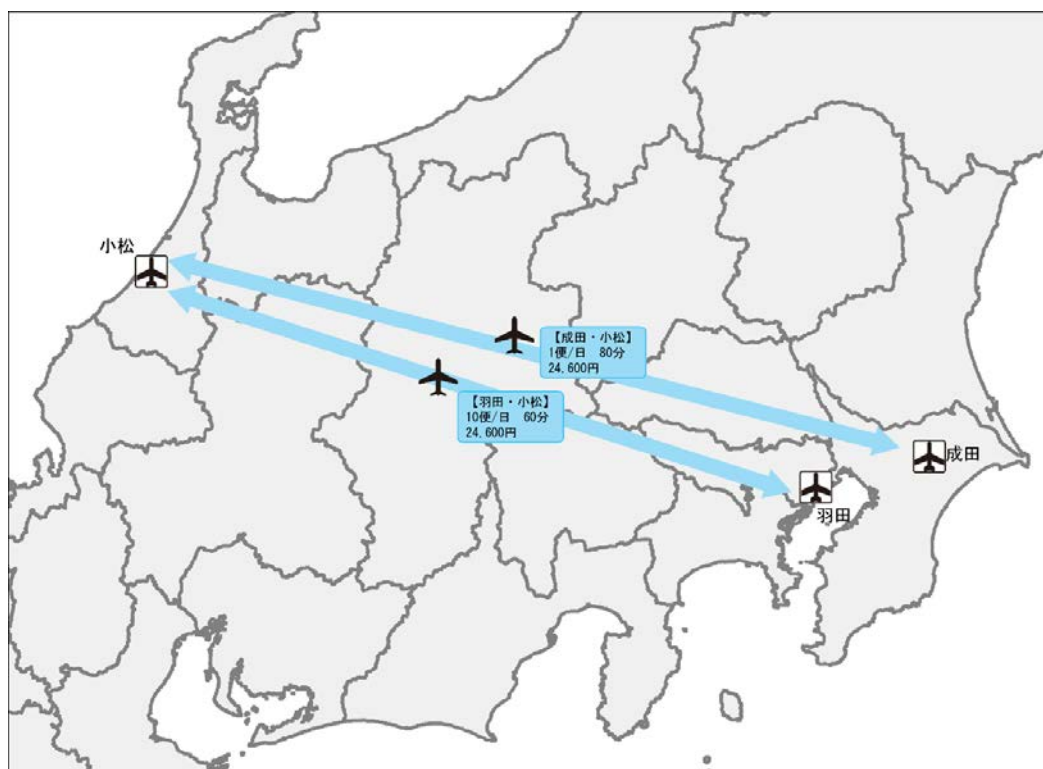 小松
【成田・小松】
1便/日　80分
24,600円
【羽田・小松】
10便/日　60分
24,600円
成田
羽田